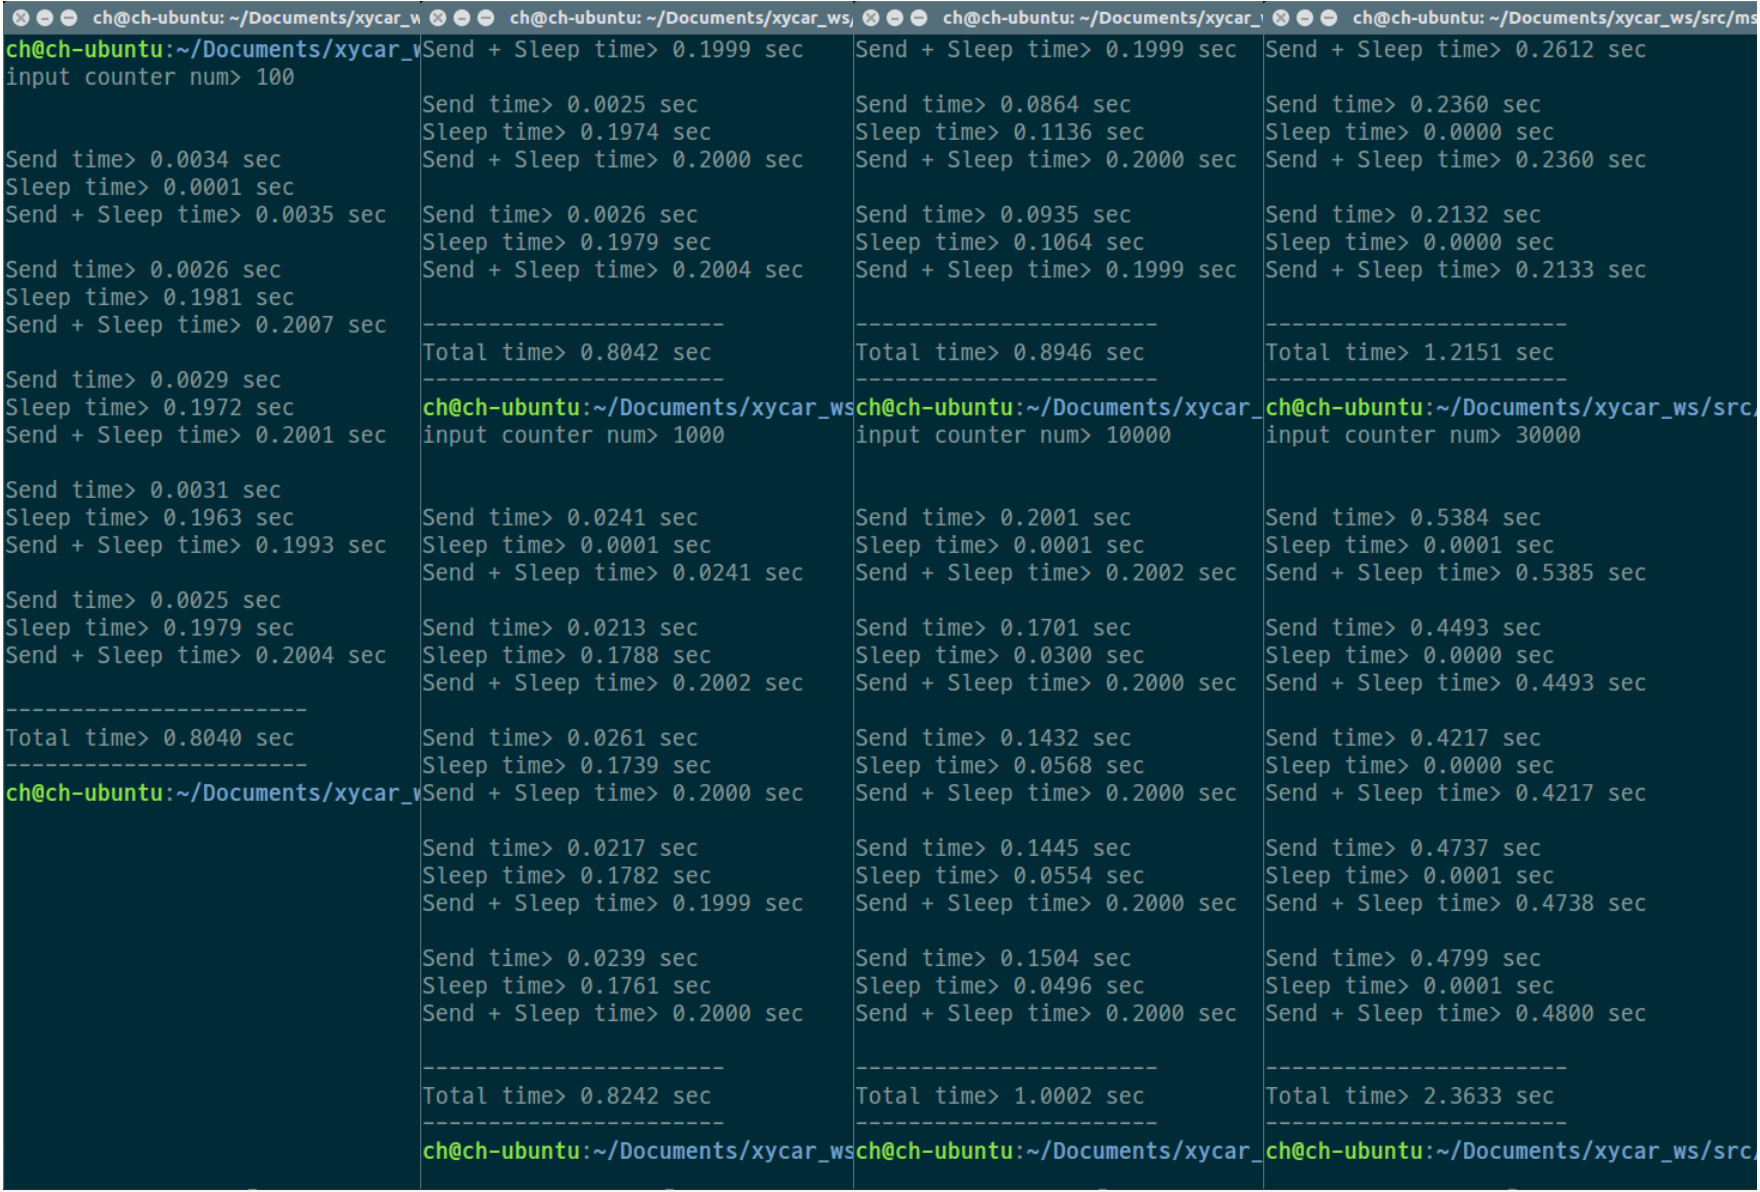 ch@ch-ubuntu: ~/Documents/xycar_w
ch@ch-ubuntu:~/Documents/xycar_w
input counter num> 100
Send time> 0.0034 sec
Sleep time> 0.0001 sec
Send + Sleep time> 0.0035 sec
Send time> 0.0026 sec
Sleep time> 0.1981 sec
Send + Sleep time> 0.2007 sec
Send time> 0.0029 sec
Sleep time> 0.1972 sec
Send + Sleep time> 0.2001 sec
Send time> 0.0031 sec
Sleep time> 0.1963 sec
Send + Sleep time> 0.1993 sec
Send time> 0.0025 sec
Sleep time> 0.1979 sec
Send + Sleep time> 0.2004 sec
-----------------------
Total time> 0.8040 sec
-----------------------
ch@ch-ubuntu:~/Documents/xycar_w
ch@ch-ubuntu: ~/Documents/xycar_ws/
Send + Sleep time> 0.1999 sec
Send time> 0.0025 sec
Sleep time> 0.1974 sec
Send + Sleep time> 0.2000 sec
Send time> 0.0026 sec
Sleep time> 0.1979 sec
Send + Sleep time> 0.2004 sec
-----------------------
Total time> 0.8042 sec
-----------------------
ch@ch-ubuntu:~/Documents/xycar_ws
input counter num> 1000
Send time> 0.0241 sec
Sleep time> 0.0001 sec
Send + Sleep time> 0.0241 sec
Send time> 0.0213 sec
Sleep time> 0.1788 sec
Send + Sleep time> 0.2002 sec
Send time> 0.0261 sec
Sleep time> 0.1739 sec
Send + Sleep time> 0.2000 sec
Send time> 0.0217 sec
Sleep time> 0.1782 sec
Send + Sleep time> 0.1999 sec
Send time> 0.0239 sec
Sleep time> 0.1761 sec
Send + Sleep time> 0.2000 sec
-----------------------
Total time> 0.8242 sec
-----------------------
ch@ch-ubuntu:~/Documents/xycar_ws
ch@ch-ubuntu: ~/Documents/xycar_
Send + Sleep time> 0.1999 sec
Send time> 0.0864 sec
Sleep time> 0.1136 sec
Send + Sleep time> 0.2000 sec
Send time> 0.0935 sec
Sleep time> 0.1064 sec
Send + Sleep time> 0.1999 sec
-----------------------
Total time> 0.8946 sec
-----------------------
ch@ch-ubuntu:~/Documents/xycar_
input counter num> 10000
Send time> 0.2001 sec
Sleep time> 0.0001 sec
Send + Sleep time> 0.2002 sec
Send time> 0.1701 sec
Sleep time> 0.0300 sec
Send + Sleep time> 0.2000 sec
Send time> 0.1432 sec
Sleep time> 0.0568 sec
Send + Sleep time> 0.2000 sec
Send time> 0.1445 sec
Sleep time> 0.0554 sec
Send + Sleep time> 0.2000 sec
Send time> 0.1504 sec
Sleep time> 0.0496 sec
Send + Sleep time> 0.2000 sec
-----------------------
Total time> 1.0002 sec
-----------------------
ch@ch-ubuntu:~/Documents/xycar_
ch@ch-ubuntu: ~/Documents/xycar_ws/src/ms
Send + Sleep time> 0.2612 sec
Send time> 0.2360 sec
Sleep time> 0.0000 sec
Send + Sleep time> 0.2360 sec
Send time> 0.2132 sec
Sleep time> 0.0000 sec
Send + Sleep time> 0.2133 sec
-----------------------
Total time> 1.2151 sec
-----------------------
ch@ch-ubuntu:~/Documents/xycar_ws/src/
input counter num> 30000
Send time> 0.5384 sec
Sleep time> 0.0001 sec
Send + Sleep time> 0.5385 sec
Send time> 0.4493 sec
Sleep time> 0.0000 sec
Send + Sleep time> 0.4493 sec
Send time> 0.4217 sec
Sleep time> 0.0000 sec
Send + Sleep time> 0.4217 sec
Send time> 0.4737 sec
Sleep time> 0.0001 sec
Send + Sleep time> 0.4738 sec
Send time> 0.4799 sec
Sleep time> 0.0001 sec
Send + Sleep time> 0.4800 sec
-----------------------
Total time> 2.3633 sec
-----------------------
ch@ch-ubuntu:~/Documents/xycar_ws/src/